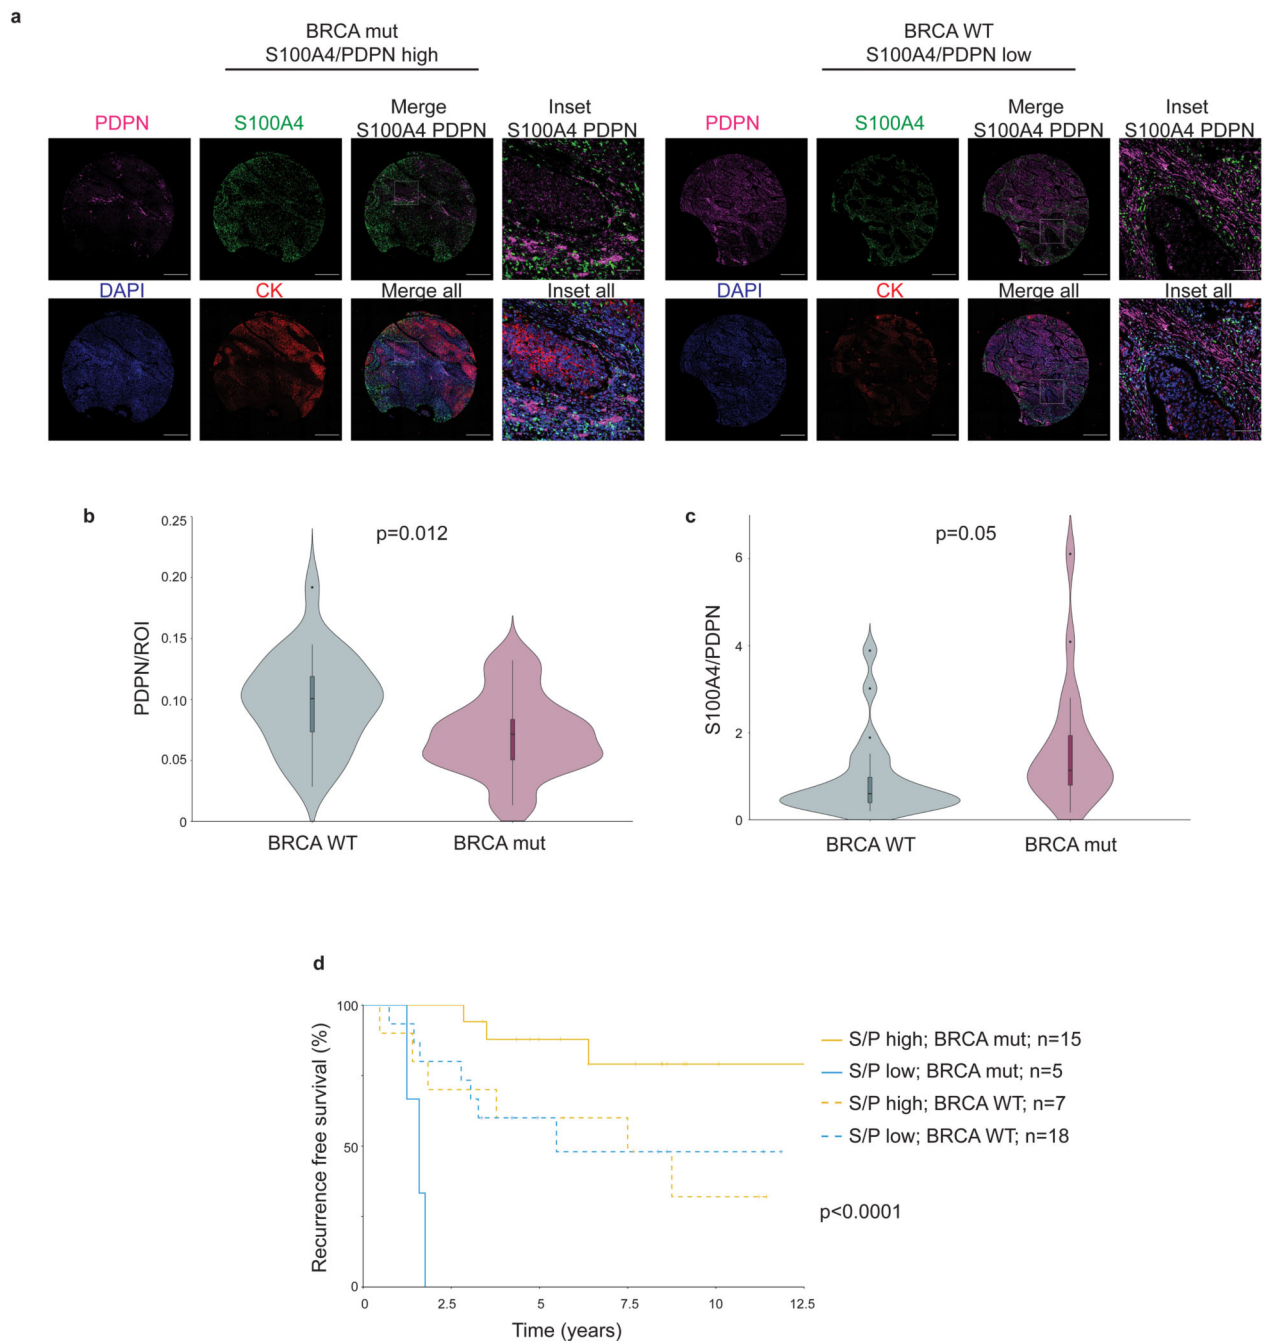 a
BRCA mut
S100A4/PDPN high
BRCA WT
S100A4/PDPN low
PDPN
S100A4
Merge
S100A4 PDPN
Inset
S100A4 PDPN
PDPN
S100A4
Merge
S100A4 PDPN
Inset
S100A4 PDPN
DAPI
CK
Merge all
Inset all
DAPI
CK
Merge all
Inset all
b
p=0.012
PDPN/ROI
0.25
0.20
0.15
0.10
0.05
0
BRCA WT
BRCA mut
c
p=0.05
S100A4/PDPN
6
4
2
0
BRCA WT
BRCA mut
d
Recurrence free survival (%)
100
50
0
0
2.5
5
7.5
10
12.5
Time (years)
S/P high; BRCA mut; n=15
S/P low; BRCA mut; n=5
S/P high; BRCA WT; n=7
S/P low; BRCA WT; n=18
p<0.0001